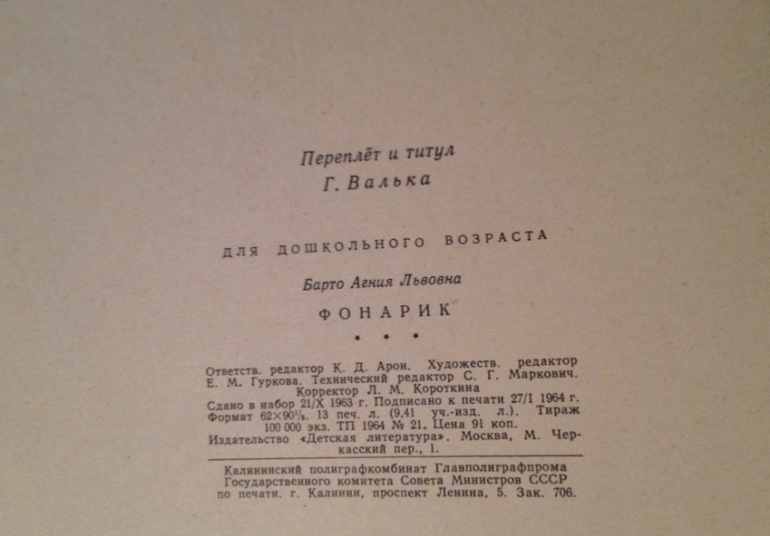 Переплёт и титул
Г. Валька
ДЛЯ ДОШКОЛЬНОГО ВОЗРАСТА
Барто Агния Львовна
ФОНАРИК
• • •
Ответств. редактор К. Д. Арон. Художеств. редактор
Е. М. Гуркова. Технический редактор С. Г. Маркович.
Корректор Л. М. Короткина
Сдано в набор 21/X 1963 г. Подписано к печати 27/I 1964 г.
Формат 62×90⅛. 13 печ. л. (9,41 уч.-изд. л.). Тираж
100 000 экз. ТП 1964 № 21. Цена 91 коп.
Издательство «Детская литература». Москва, М. Чер-
касский пер., 1.
Калининский полиграфкомбинат Главполиграфпрома
Государственного комитета Совета Министров СССР
по печати. г. Калинин, проспект Ленина, 5. Зак. 706.